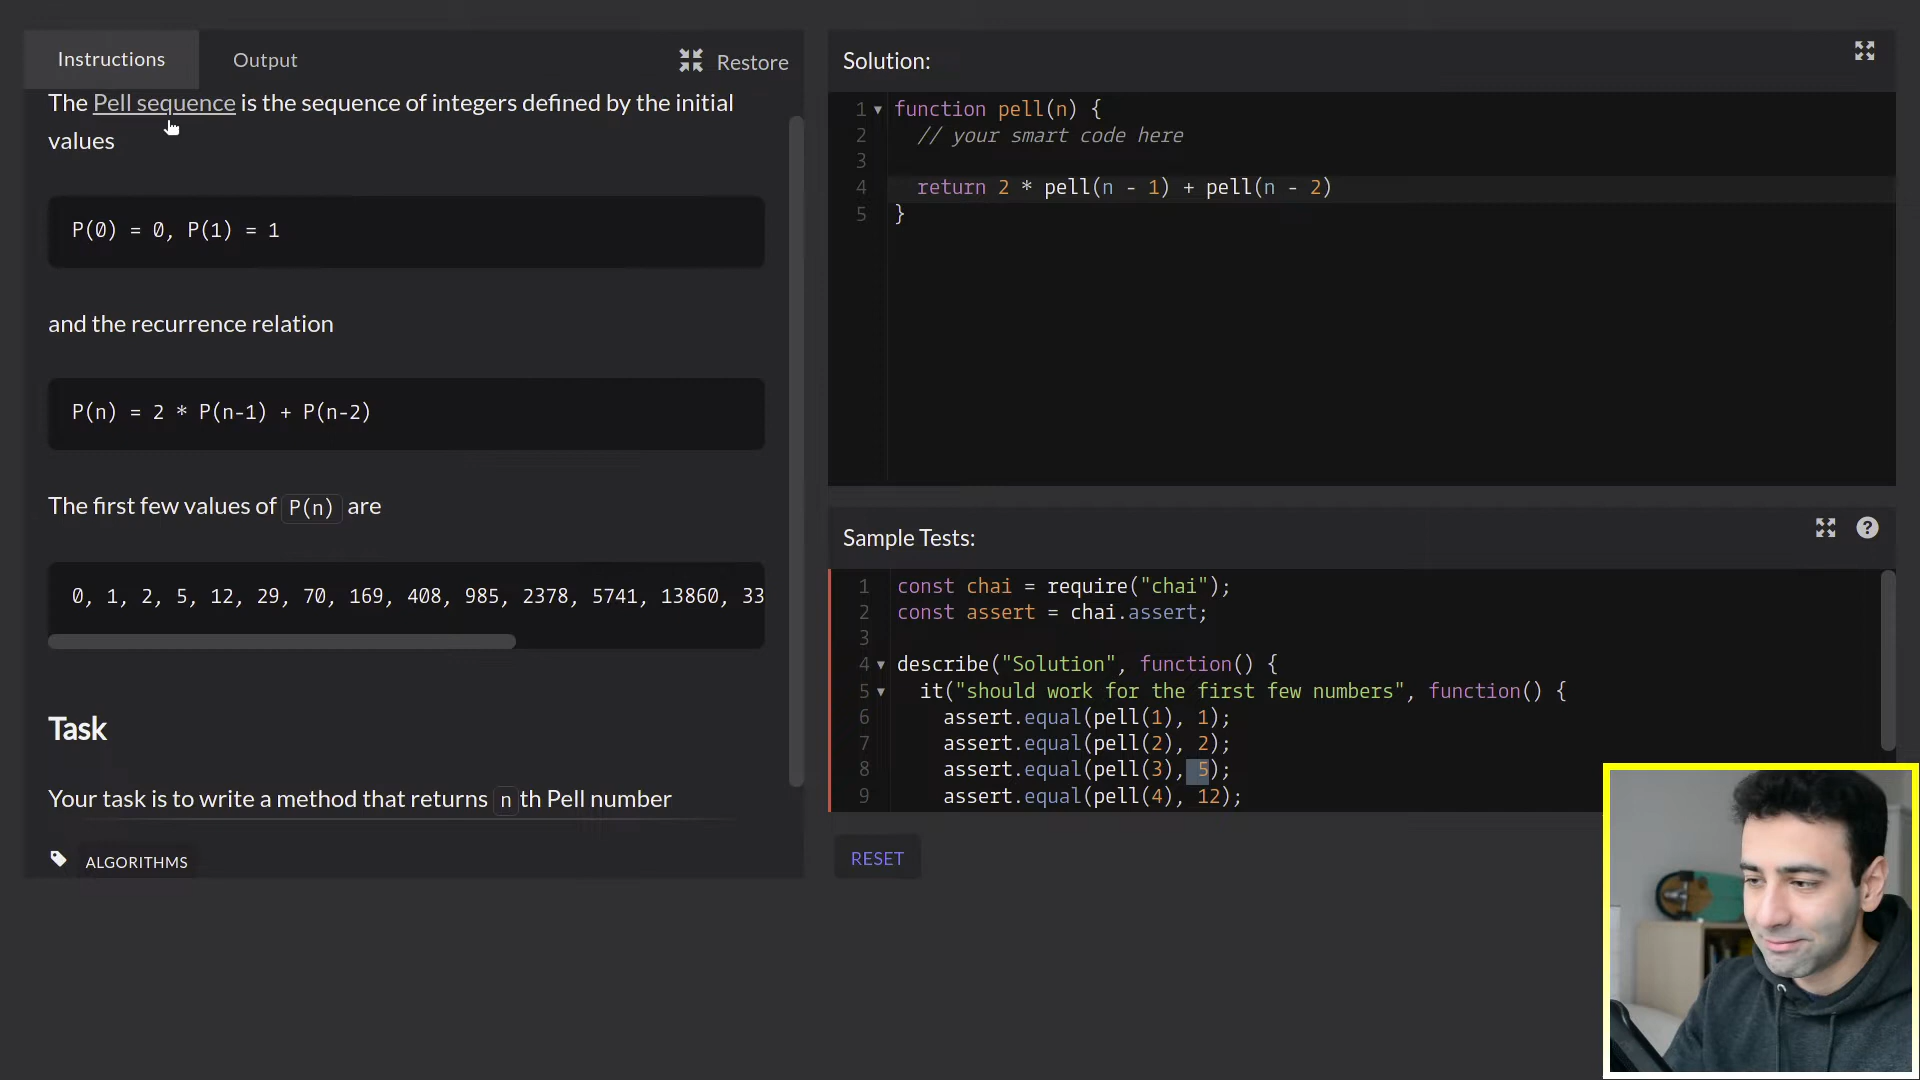 Instructions
Output
Restore
The Pell sequence is the sequence of integers defined by the initial
values
P(0) = 0, P(1) = 1
and the recurrence relation
P(n) = 2 * P(n-1) + P(n-2)
The first few values of P(n) are
0, 1, 2, 5, 12, 29, 70, 169, 408, 985, 2378, 5741, 13860, 33
Task
Your task is to write a method that returns n th Pell number
ALGORITHMS
Solution:
1 function pell(n) {
2 // your smart code here
3
4 return 2 * pell(n - 1) + pell(n - 2)
5 }
Sample Tests:
?
1 const chai = require("chai");
2 const assert = chai.assert;
3
4 describe("Solution", function() {
5 it("should work for the first few numbers", function() {
6 assert.equal(pell(1), 1);
7 assert.equal(pell(2), 2);
8 assert.equal(pell(3), 5);
9 assert.equal(pell(4), 12);
RESET